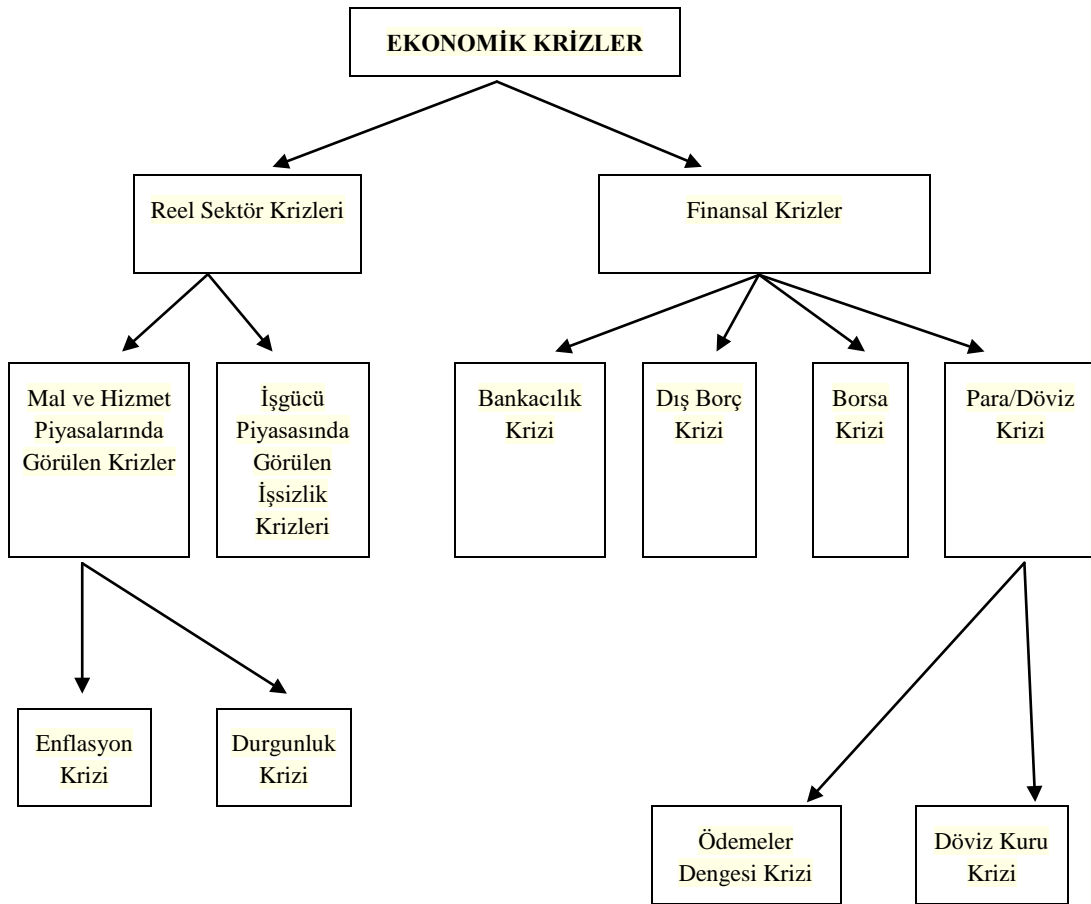 EKONOMİK KRİZLER
Reel Sektör Krizleri
Finansal Krizler
Mal ve Hizmet
Piyasalarında
Görülen Krizler
İşgücü
Piyasasında
Görülen
İşsizlik
Krizleri
Bankacılık
Krizi
Dış Borç
Krizi
Borsa
Krizi
Para/Döviz
Krizi
Enflasyon
Krizi
Durgunluk
Krizi
Ödemeler
Dengesi Krizi
Döviz Kuru
Krizi